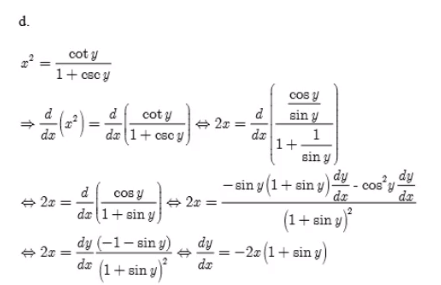 d.
x² = cot y / (1 + csc y)
⇒ d/dx (x²) = d/dx (cot y / (1 + csc y)) ⇔ 2x = d/dx ((cos y / sin y) / (1 + 1 / sin y))
⇔ 2x = d/dx (cos y / (1 + sin y)) ⇔ 2x = (−sin y(1 + sin y) dy/dx - cos²y dy/dx) / (1 + sin y)²
⇔ 2x = dy/dx (−1 − sin y) / (1 + sin y)² ⇔ dy/dx = −2x(1 + sin y)